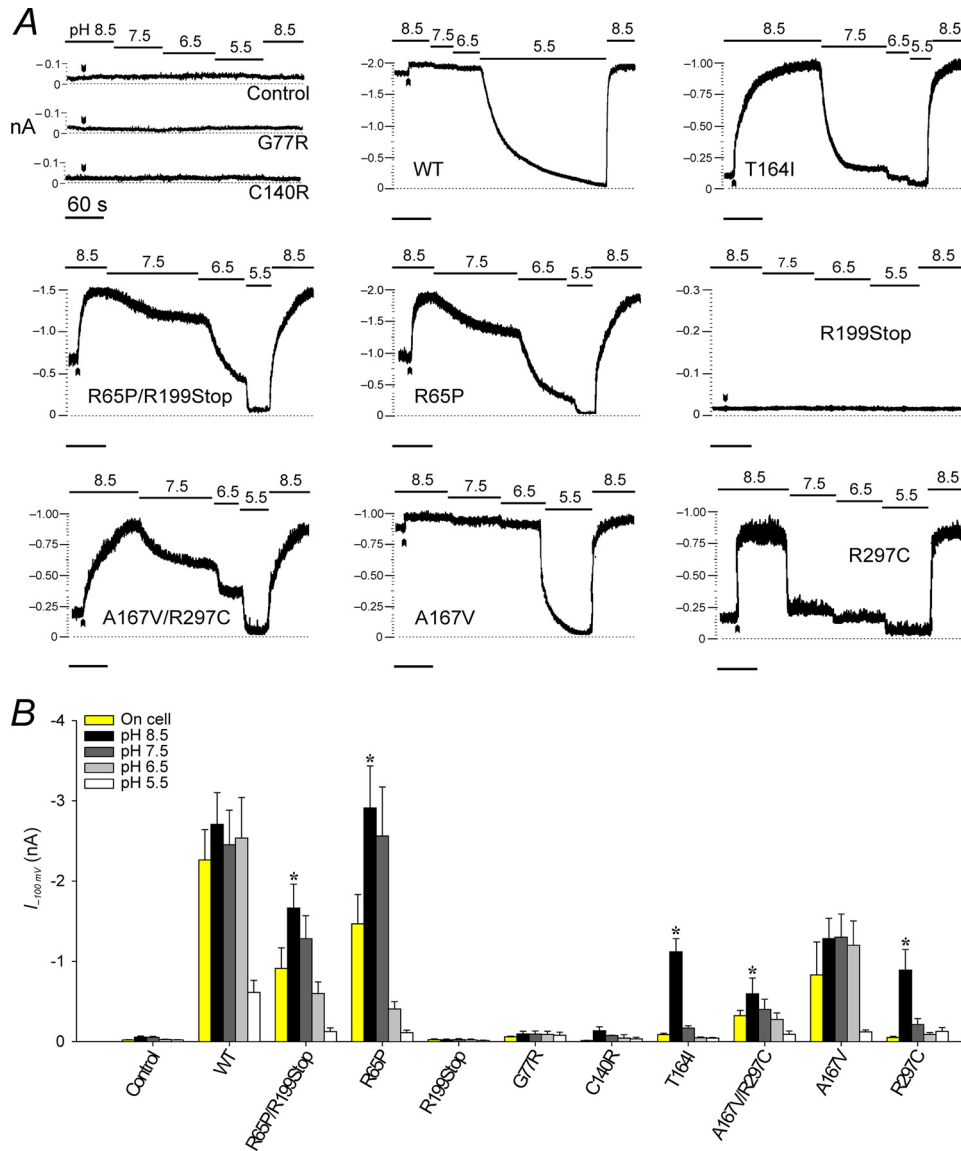 A
pH 8.5 7.5 6.5 5.5 8.5
−0.1
0
Control
nA
−0.1
0
G77R
−0.1
0
C140R
60 s
8.5 7.5 6.5 5.5 8.5
−2.0
−1.5
−1.0
−0.5
0
WT
8.5 7.5 6.5 5.5 8.5
−1.00
−0.75
−0.50
−0.25
0
T164I
8.5 7.5 6.5 5.5 8.5
−1.5
−1.0
−0.5
0
R65P/R199Stop
8.5 7.5 6.5 5.5 8.5
−2.0
−1.5
−1.0
−0.5
0
R65P
8.5 7.5 6.5 5.5 8.5
−0.3
−0.2
−0.1
0
R199Stop
8.5 7.5 6.5 5.5 8.5
−1.00
−0.75
−0.50
−0.25
0
A167V/R297C
8.5 7.5 6.5 5.5 8.5
−1.00
−0.75
−0.50
−0.25
0
A167V
8.5 7.5 6.5 5.5 8.5
−1.00
−0.75
−0.50
−0.25
0
R297C
B
On cell
pH 8.5
pH 7.5
pH 6.5
pH 5.5
-4
-3
-2
-1
0
I−100 mV (nA)
* * * * *
Control
WT
R65P/R199Stop
R65P
R199Stop
G77R
C140R
T164I
A167V/R297C
A167V
R297C